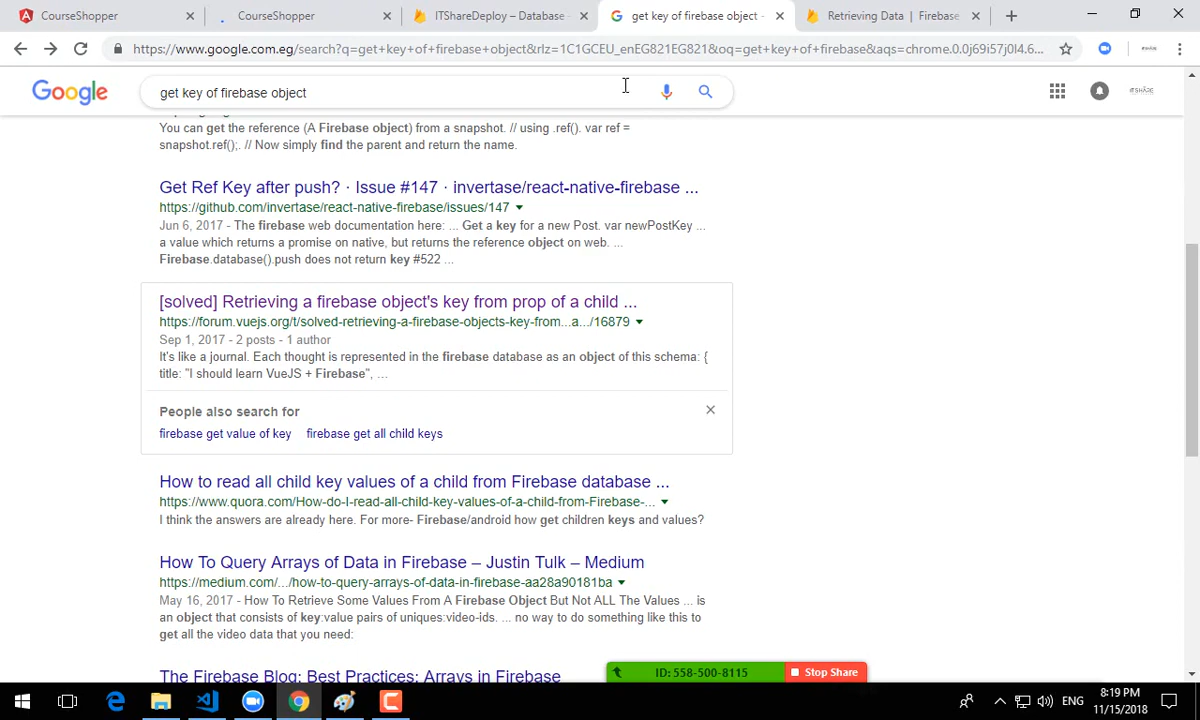 CourseShopper
CourseShopper
ITShareDeploy – Database -
get key of firebase object -
Retrieving Data | Firebase
https://www.google.com.eg/search?q=get+key+of+firebase+object&rlz=1C1GCEU_enEG821EG821&oq=get+key+of+firebase&aqs=chrome.0.0j69i57j0l4.6...
Google
get key of firebase object
ITSHARE
You can get the reference (A Firebase object) from a snapshot. // using .ref(). var ref =
snapshot.ref();. // Now simply find the parent and return the name.
Get Ref Key after push? · Issue #147 · invertase/react-native-firebase ...
https://github.com/invertase/react-native-firebase/issues/147
Jun 6, 2017 - The firebase web documentation here: ... Get a key for a new Post. var newPostKey ...
a value which returns a promise on native, but returns the reference object on web. ...
Firebase.database().push does not return key #522 ...
[solved] Retrieving a firebase object's key from prop of a child ...
https://forum.vuejs.org/t/solved-retrieving-a-firebase-objects-key-from...a.../16879
Sep 1, 2017 - 2 posts - 1 author
It's like a journal. Each thought is represented in the firebase database as an object of this schema: {
title: "I should learn VueJS + Firebase", ...
People also search for
firebase get value of key firebase get all child keys
How to read all child key values of a child from Firebase database ...
https://www.quora.com/How-do-I-read-all-child-key-values-of-a-child-from-Firebase-...
I think the answers are already here. For more- Firebase/android how get children keys and values?
How To Query Arrays of Data in Firebase – Justin Tulk – Medium
https://medium.com/.../how-to-query-arrays-of-data-in-firebase-aa28a90181ba
May 16, 2017 - How To Retrieve Some Values From A Firebase Object But Not ALL The Values ... is
an object that consists of key:value pairs of uniques:video-ids. ... no way to do something like this to
get all the video data that you need:
The Firebase Blog: Best Practices: Arrays in Firebase
ID: 558-500-8115
Stop Share
ENG
8:19 PM
11/15/2018